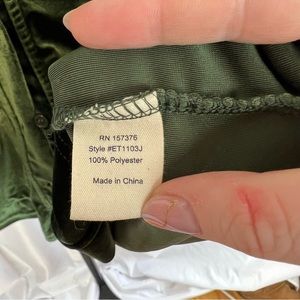 RN 157376
Style #ET1103J
100% Polyester
Made in China